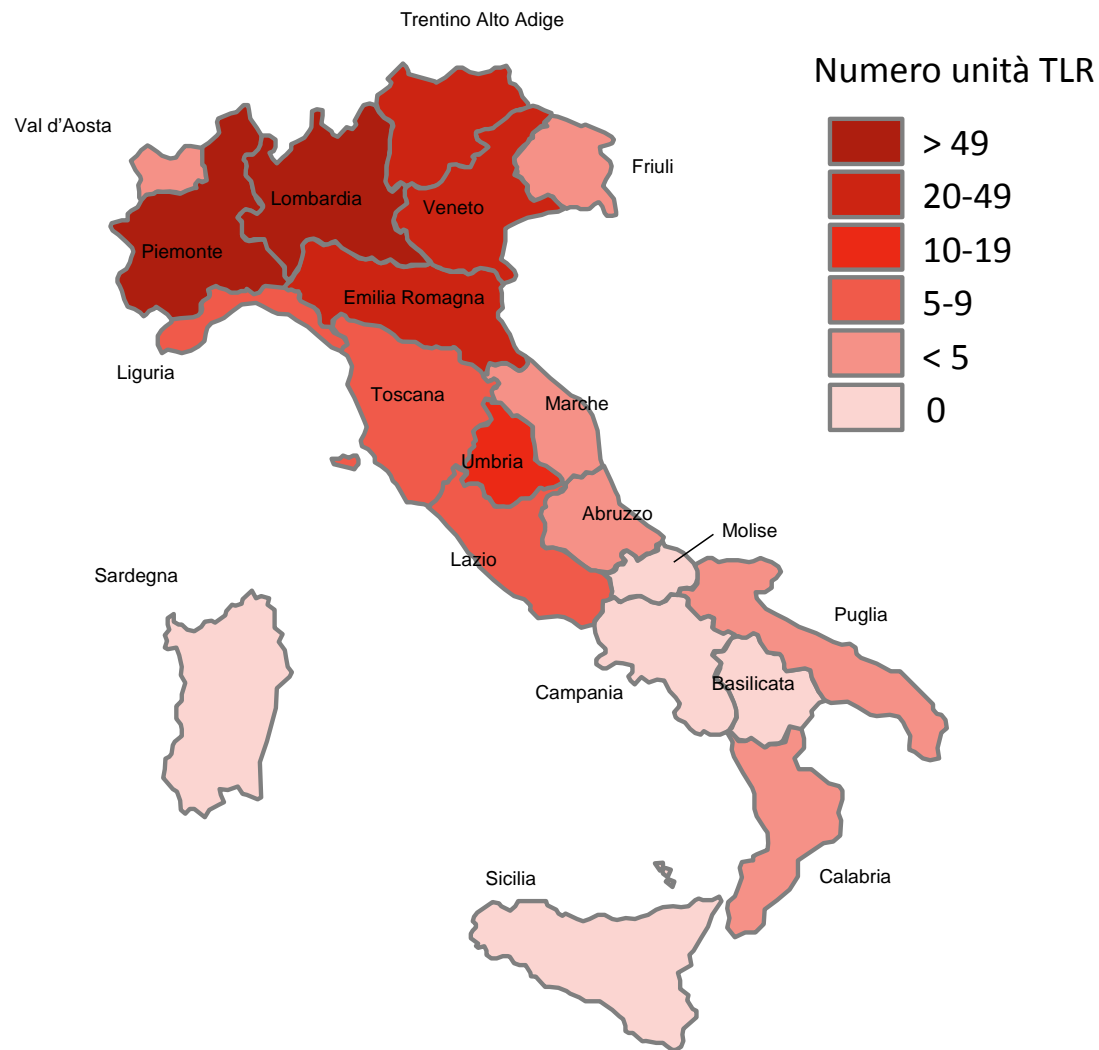 Trentino Alto Adige
Numero unità TLR
Val d'Aosta
> 49
Friuli
20-49
Lombardia
Veneto
Piemonte
10-19
Emilia Romagna
5-9
Liguria
< 5
Toscana
Marche
0
Umbria
Abruzzo
Molise
Lazio
Sardegna
Puglia
Basilicata
Campania
Sicilia
Calabria